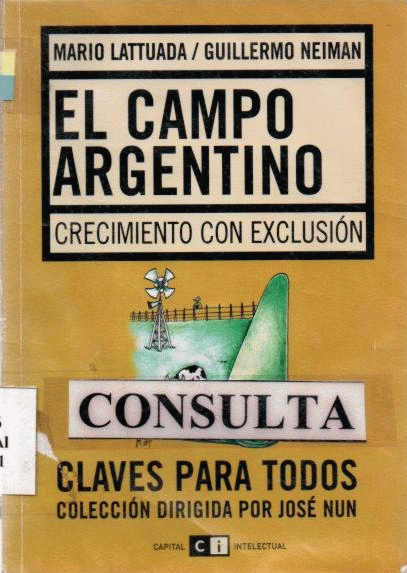 MARIO LATTUADA / GUILLERMO NEIMAN
EL CAMPO
ARGENTINO
CRECIMIENTO CON EXCLUSIÓN
CONSULTA
CLAVES PARA TODOS
COLECCIÓN DIRIGIDA POR JOSÉ NUN
CAPITAL Ci INTELECTUAL